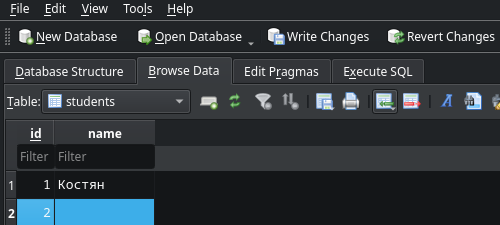 File Edit View Tools Help
New Database Open Database Write Changes Revert Changes
Database Structure Browse Data Edit Pragmas Execute SQL
Table: students
id name
Filter Filter
1 1 Костян
2 2